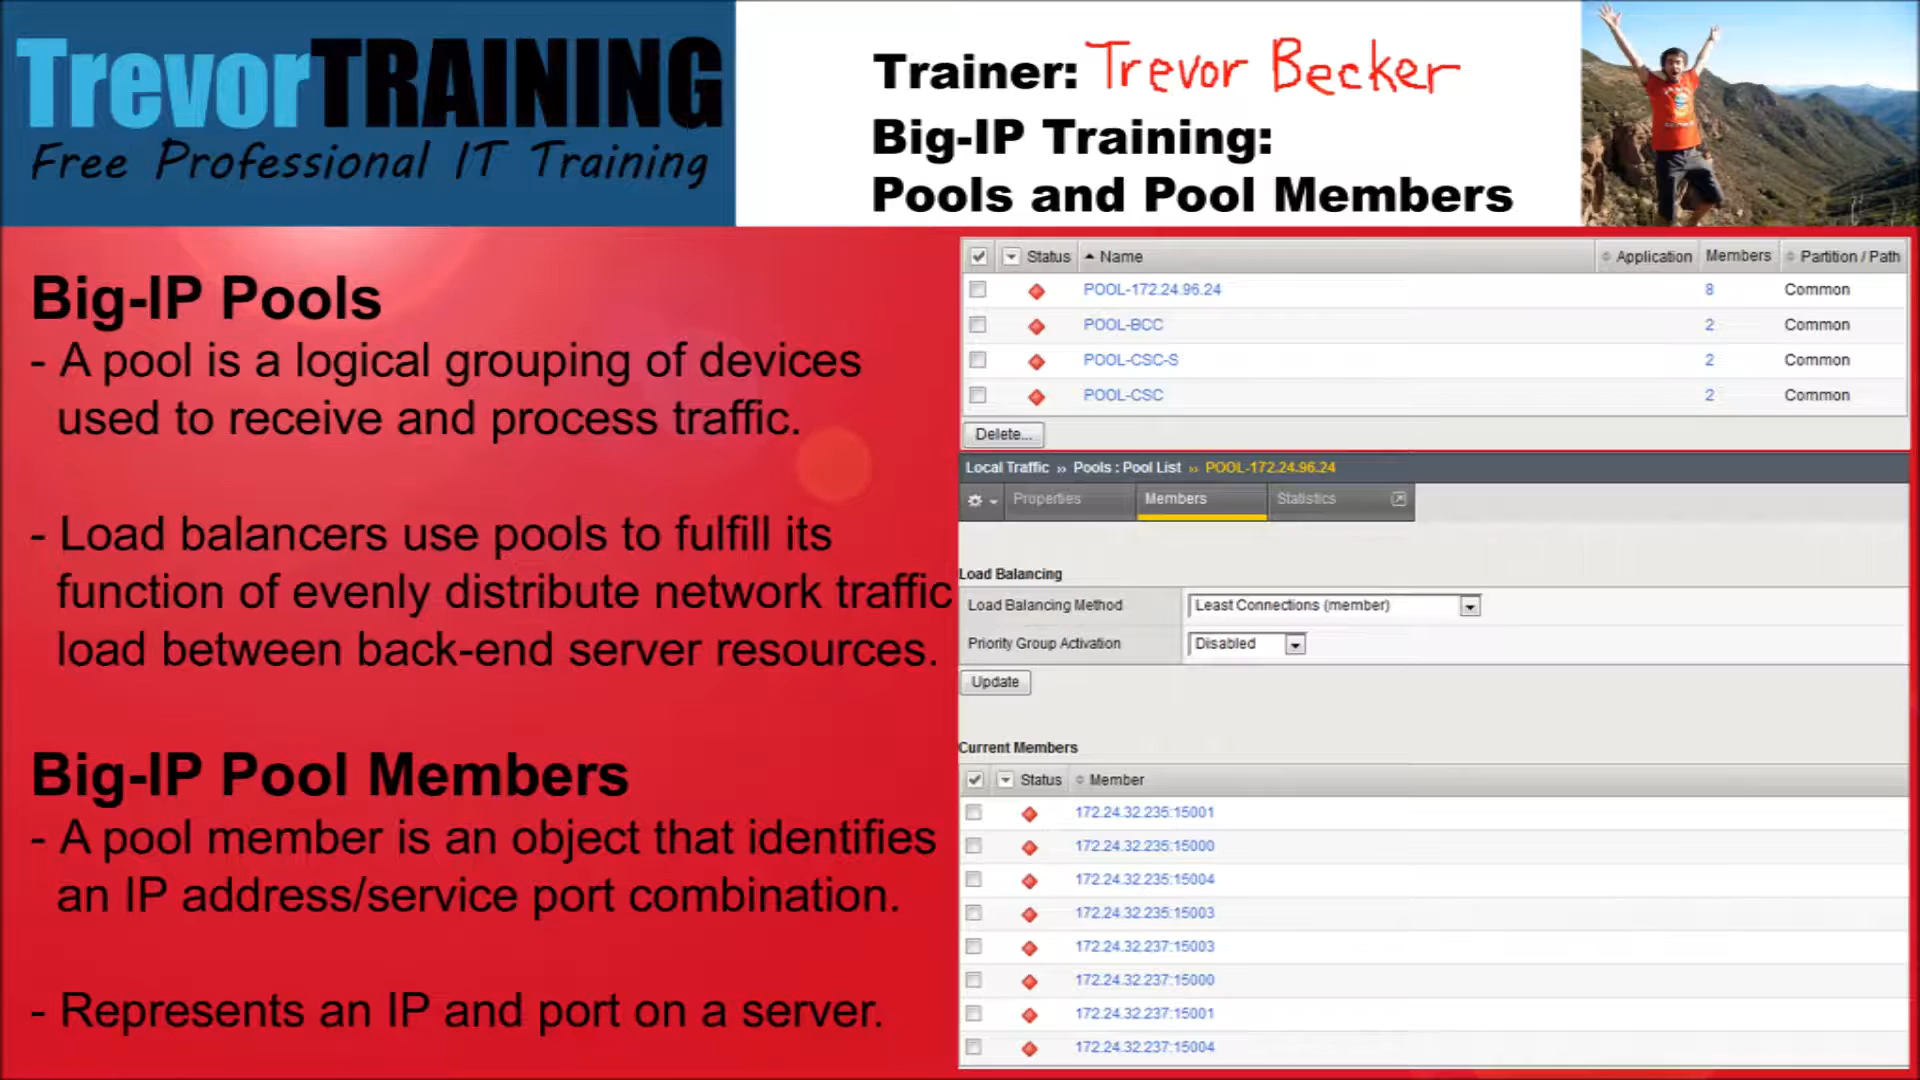 TrevorTRAINING
Free Professional IT Training
Trainer: Trevor Becker
Big-IP Training:
Pools and Pool Members
Big-IP Pools
- A pool is a logical grouping of devices
used to receive and process traffic.
- Load balancers use pools to fulfill its
function of evenly distribute network traffic
load between back-end server resources.
Big-IP Pool Members
- A pool member is an object that identifies
an IP address/service port combination.
- Represents an IP and port on a server.
Status Name Application Members Partition / Path
POOL-172.24.96.24 8 Common
POOL-BCC 2 Common
POOL-CSC-S 2 Common
POOL-CSC 2 Common
Delete...
Local Traffic » Pools : Pool List » POOL-172.24.96.24
Properties Members Statistics
Load Balancing
Load Balancing Method Least Connections (member)
Priority Group Activation Disabled
Update
Current Members
Status Member
172.24.32.235:15001
172.24.32.235:15000
172.24.32.235:15004
172.24.32.235:15003
172.24.32.237:15003
172.24.32.237:15000
172.24.32.237:15001
172.24.32.237:15004